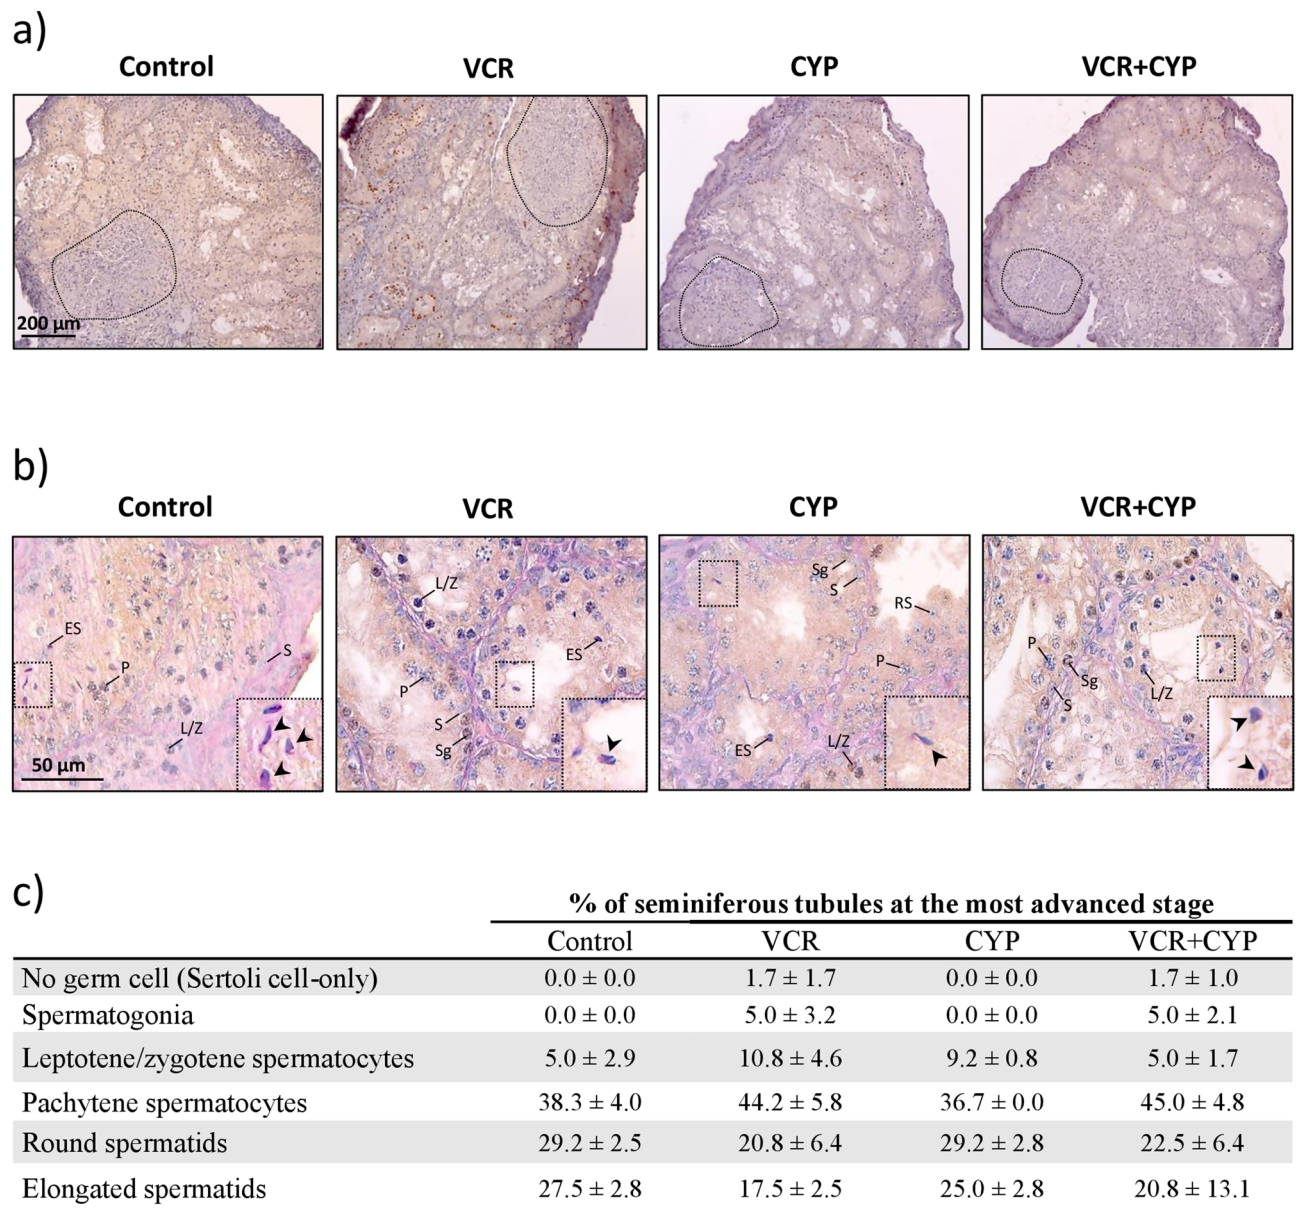 a)
Control VCR CYP VCR+CYP
200 µm
b)
Control VCR CYP VCR+CYP
ES
P
S
L/Z
50 µm
L/Z
ES
P
S
Sg
Sg
S
RS
P
ES
L/Z
P
Sg
S
L/Z
c)
% of seminiferous tubules at the most advanced stage
Control VCR CYP VCR+CYP
No germ cell (Sertoli cell-only) 0.0 ± 0.0 1.7 ± 1.7 0.0 ± 0.0 1.7 ± 1.0
Spermatogonia 0.0 ± 0.0 5.0 ± 3.2 0.0 ± 0.0 5.0 ± 2.1
Leptotene/zygotene spermatocytes 5.0 ± 2.9 10.8 ± 4.6 9.2 ± 0.8 5.0 ± 1.7
Pachytene spermatocytes 38.3 ± 4.0 44.2 ± 5.8 36.7 ± 0.0 45.0 ± 4.8
Round spermatids 29.2 ± 2.5 20.8 ± 6.4 29.2 ± 2.8 22.5 ± 6.4
Elongated spermatids 27.5 ± 2.8 17.5 ± 2.5 25.0 ± 2.8 20.8 ± 13.1